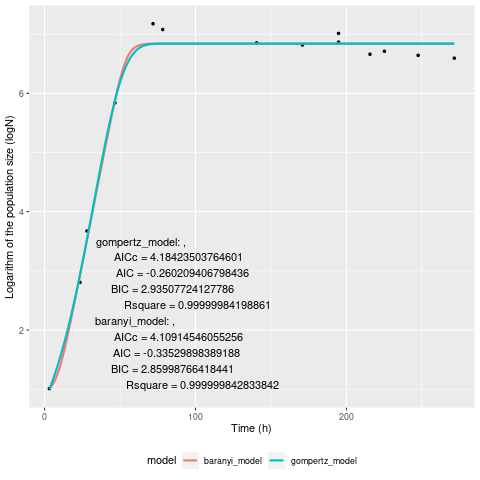 Logarithm of the population size (logN)
6
4
2
gompertz_model: ,
AICc = 4.18423503764601
AIC = -0.260209406798436
BIC = 2.93507724127786
Rsquare = 0.99999984198861
baranyi_model: ,
AICc = 4.10914546055256
AIC = -0.33529898389188
BIC = 2.85998766418441
Rsquare = 0.999999842833842
0 100 200
Time (h)
model baranyi_model gompertz_model